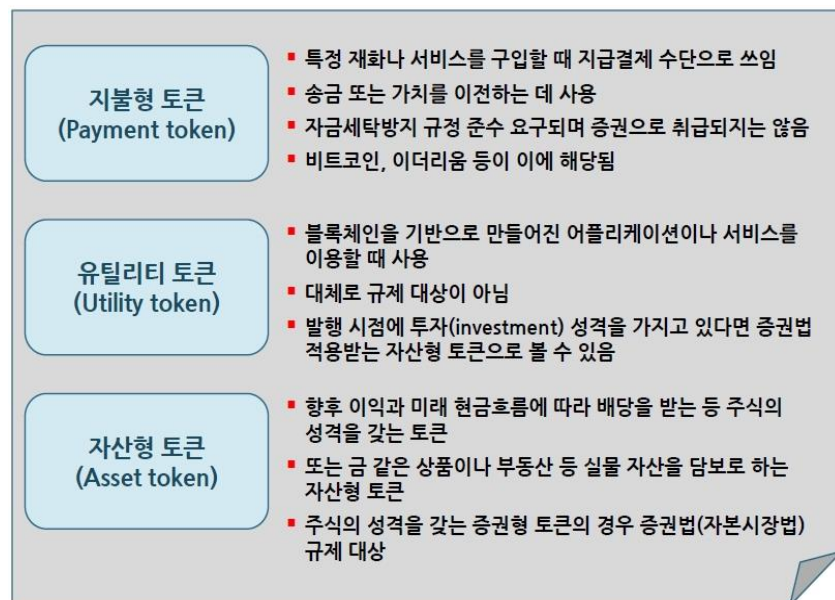 지불형 토큰
(Payment token)
▪ 특정 재화나 서비스를 구입할 때 지급결제 수단으로 쓰임
▪ 송금 또는 가치를 이전하는 데 사용
▪ 자금세탁방지 규정 준수 요구되며 증권으로 취급되지는 않음
▪ 비트코인, 이더리움 등이 이에 해당됨
유틸리티 토큰
(Utility token)
▪ 블록체인을 기반으로 만들어진 어플리케이션이나 서비스를
이용할 때 사용
▪ 대체로 규제 대상이 아님
▪ 발행 시점에 투자(investment) 성격을 가지고 있다면 증권법
적용받는 자산형 토큰으로 볼 수 있음
자산형 토큰
(Asset token)
▪ 향후 이익과 미래 현금흐름에 따라 배당을 받는 등 주식의
성격을 갖는 토큰
▪ 또는 금 같은 상품이나 부동산 등 실물 자산을 담보로 하는
자산형 토큰
▪ 주식의 성격을 갖는 증권형 토큰의 경우 증권법(자본시장법)
규제 대상